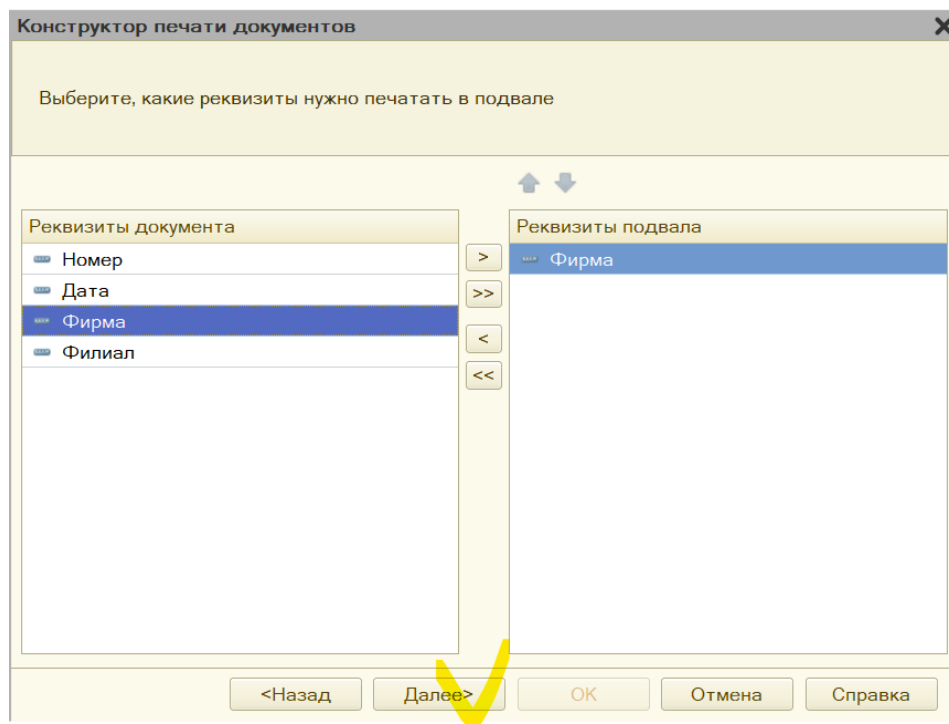 Конструктор печати документов
Выберите, какие реквизиты нужно печатать в подвале
Реквизиты документа
Номер
Дата
Фирма
Филиал
>
>>
<
<<
Реквизиты подвала
Фирма
<Назад Далее> ОК Отмена Справка